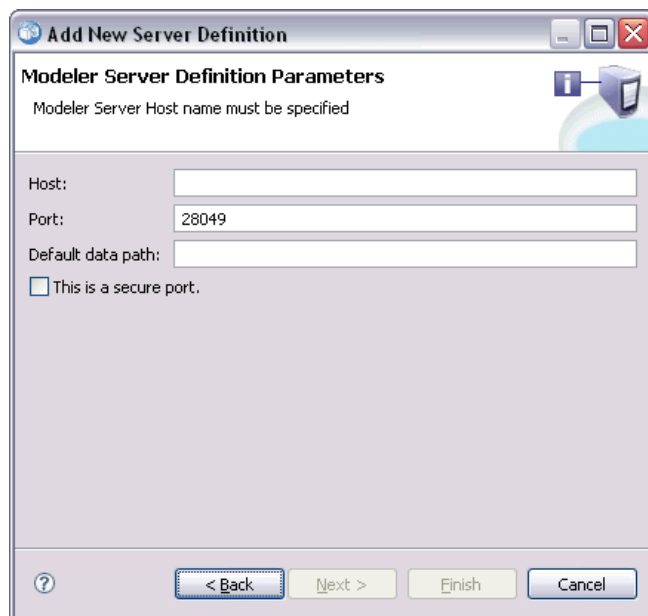 Add New Server Definition
Modeler Server Definition Parameters
Modeler Server Host name must be specified
Host:
Port: 28049
Default data path:
This is a secure port.
< Back Next > Finish Cancel